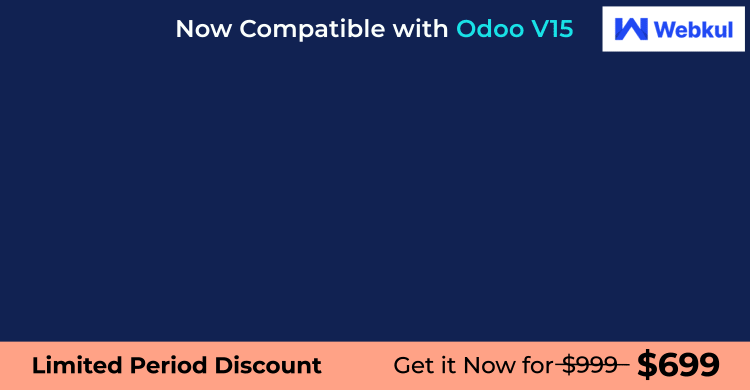 Now Compatible with Odoo V15
Webkul
Limited Period Discount
Get it Now for $999 $699